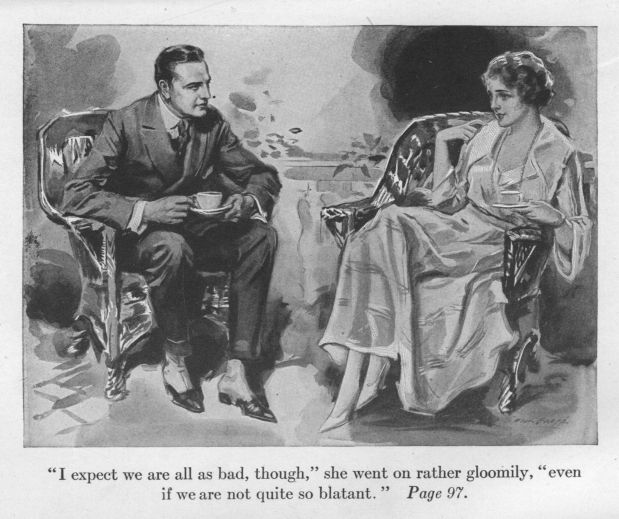 “I expect we are all as bad, though,” she went on rather gloomily, “even
if we are not quite so blatant.” Page 97.